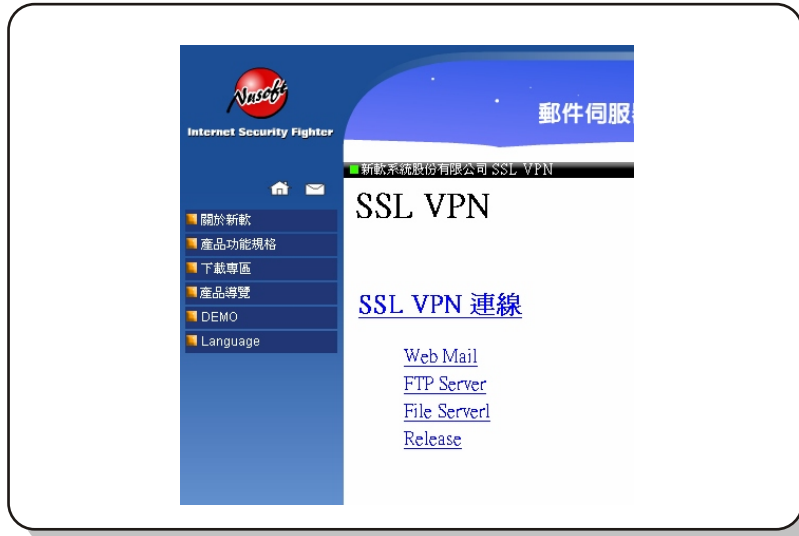 Nusoft
Internet Security Fighter
郵件伺服
新軟系統股份有限公司 SSL VPN
SSL VPN
關於新軟
產品功能規格
下載專區
產品導覽
DEMO
Language
SSL VPN 連線
Web Mail
FTP Server
File Serverl
Release